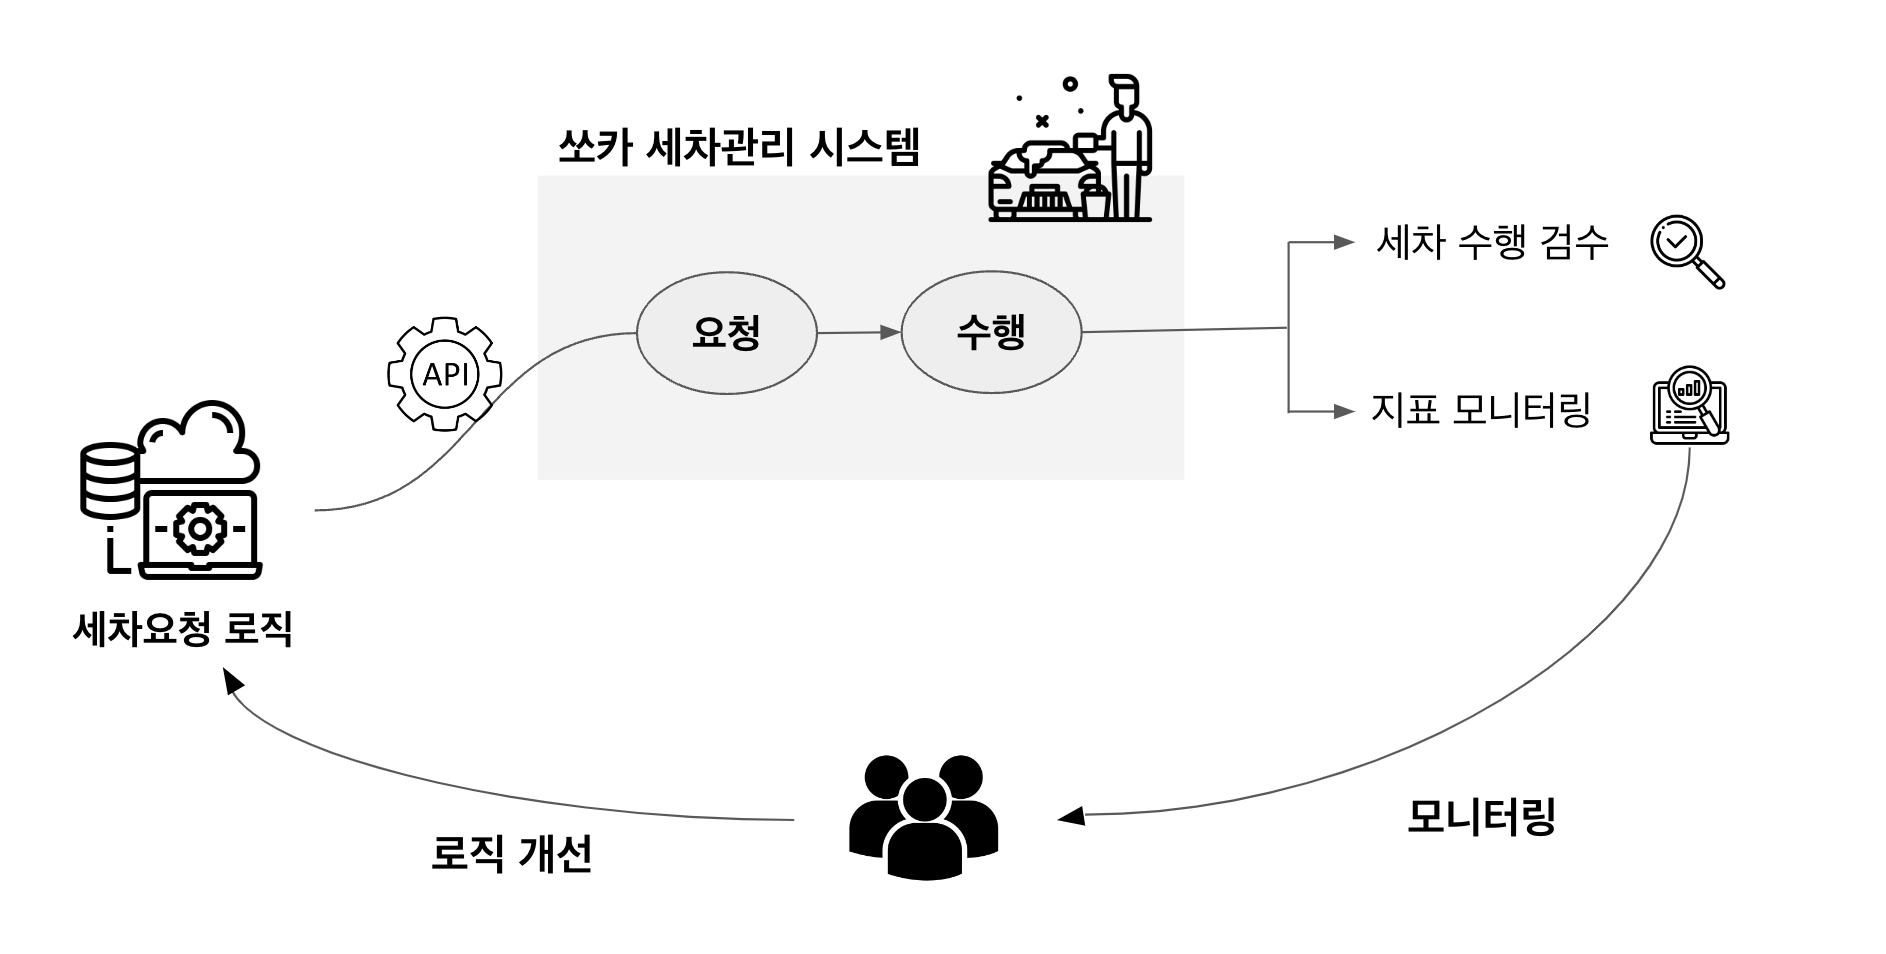 쏘카 세차관리 시스템
세차 수행 검수
요청
수행
API
지표 모니터링
세차요청 로직
모니터링
로직 개선